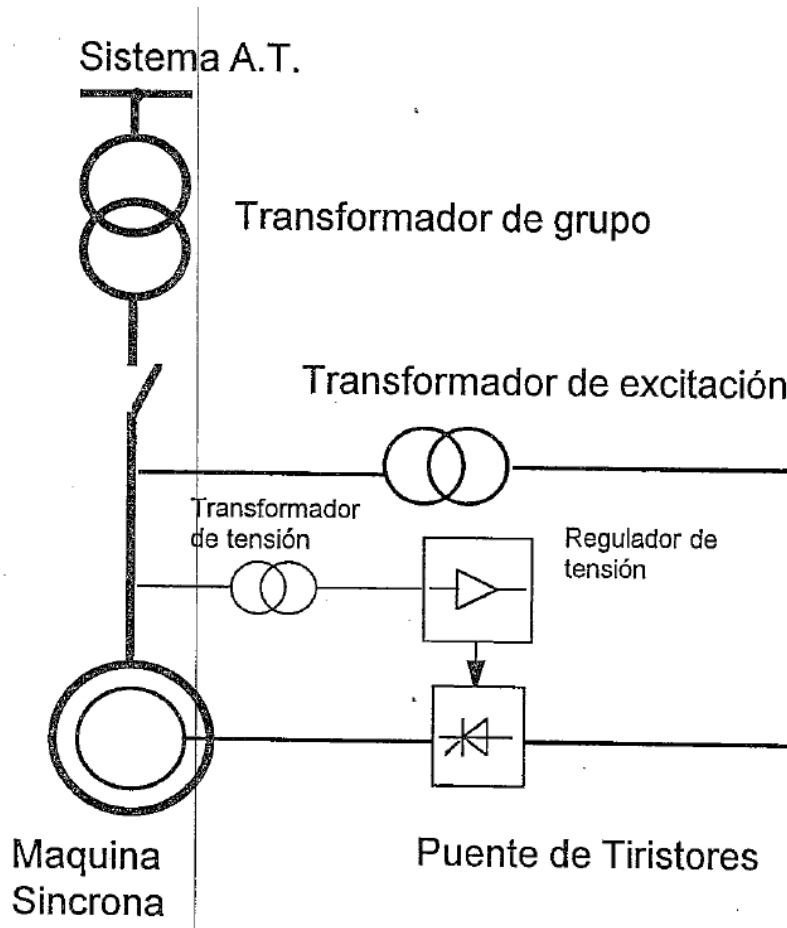 Sistema A.T.
Transformador de grupo
Transformador de excitación
Transformador
de tensión
Regulador de
tensión
Maquina
Sincrona
Puente de Tiristores